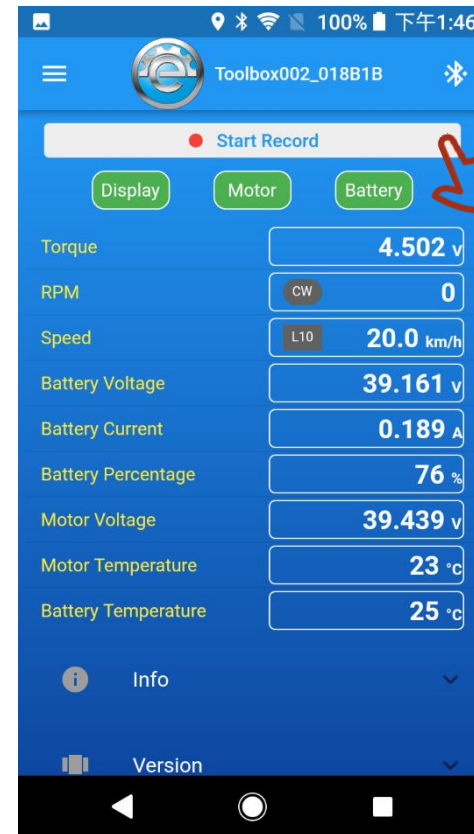 100% 下午1:46
Toolbox002_018B1B
Start Record
Display Motor Battery
Torque 4.502 V
RPM CW 0
Speed L10 20.0 km/h
Battery Voltage 39.161 V
Battery Current 0.189 A
Battery Percentage 76 %
Motor Voltage 39.439 V
Motor Temperature 23 °C
Battery Temperature 25 °C
Info
Version